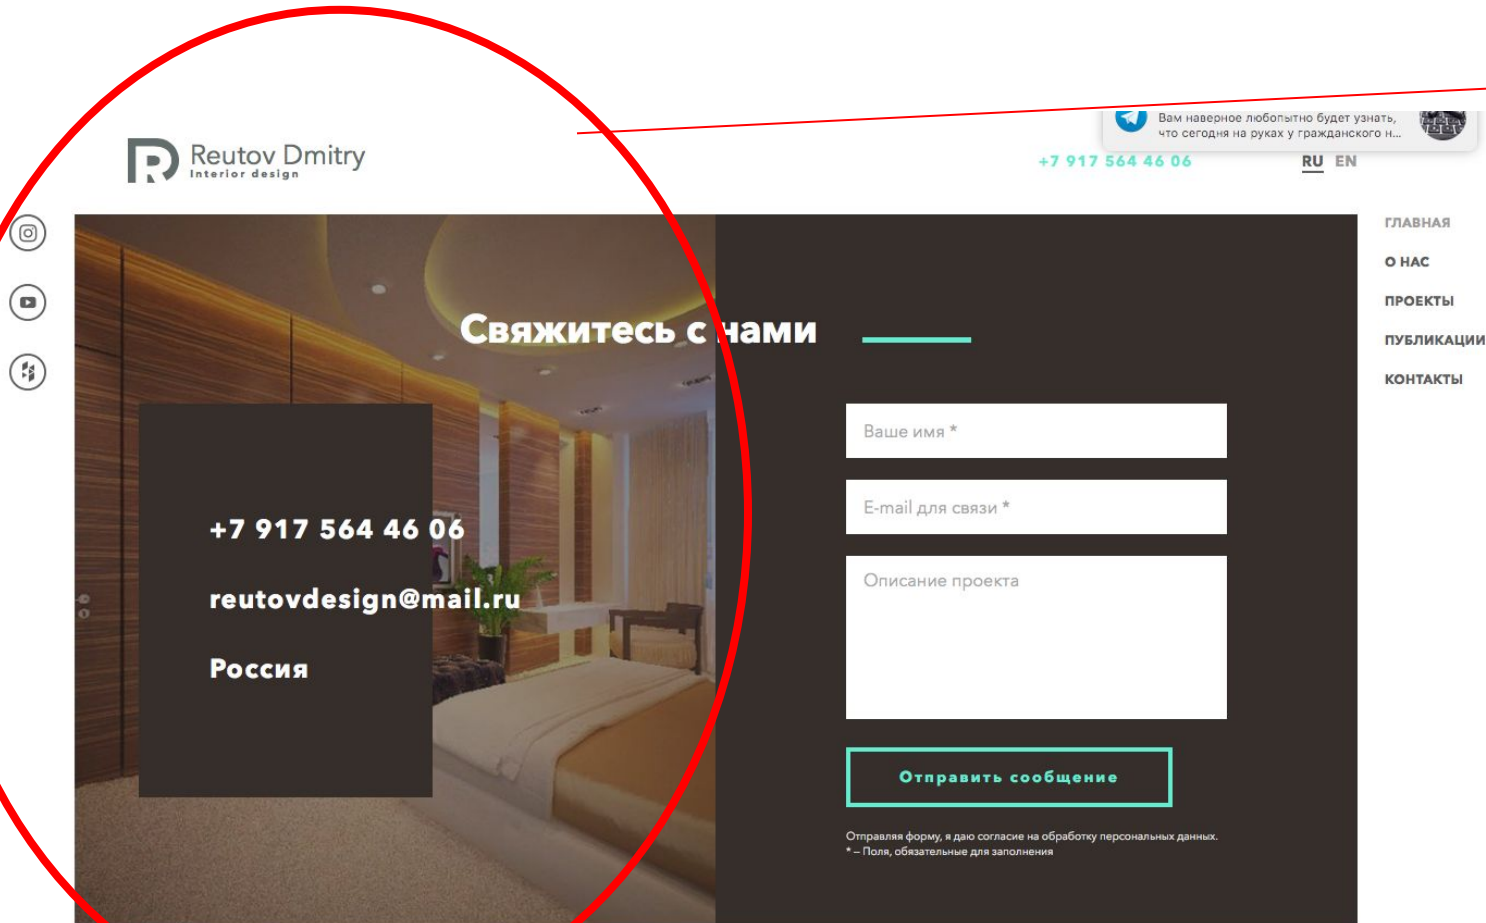 Вам наверное любопытно будет узнать,
что сегодня на руках у гражданского н...
Reutov Dmitry
Interior design
+7 917 564 46 06
RU EN
ГЛАВНАЯ
О НАС
ПРОЕКТЫ
ПУБЛИКАЦИИ
КОНТАКТЫ
Свяжитесь с нами
+7 917 564 46 06
reutovdesign@mail.ru
Россия
Ваше имя *
E-mail для связи *
Описание проекта
Отправить сообщение
Отправляя форму, я даю согласие на обработку персональных данных.
* – Поля, обязательные для заполнения